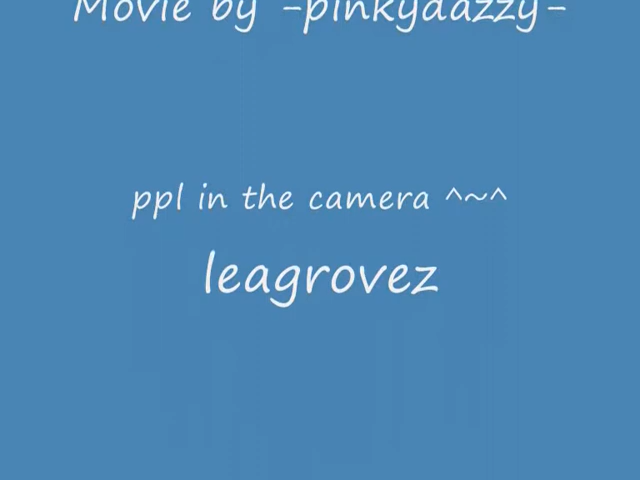 Movie by -pinkydazzy-
ppl in the camera ^~^
leagrovez